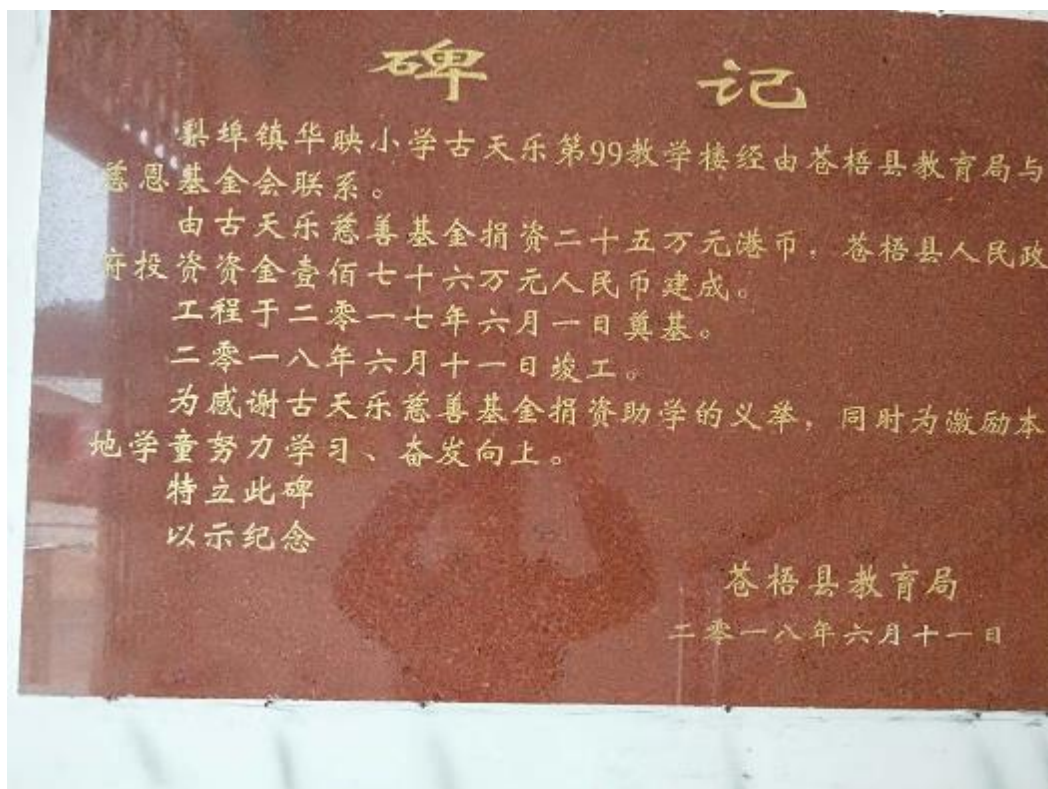 碑 记
梨埠镇华映小学古天乐第99教学楼经由苍梧县教育局与
慈恩基金会联系。
由古天乐慈善基金捐资二十五万元港币，苍梧县人民政
府投资资金壹佰七十六万元人民币建成。
工程于二零一七年六月一日奠基。
二零一八年六月十一日竣工。
为感谢古天乐慈善基金捐资助学的义举，同时为激励本
地学童努力学习、奋发向上。
特立此碑
以示纪念
苍梧县教育局
二零一八年六月十一日